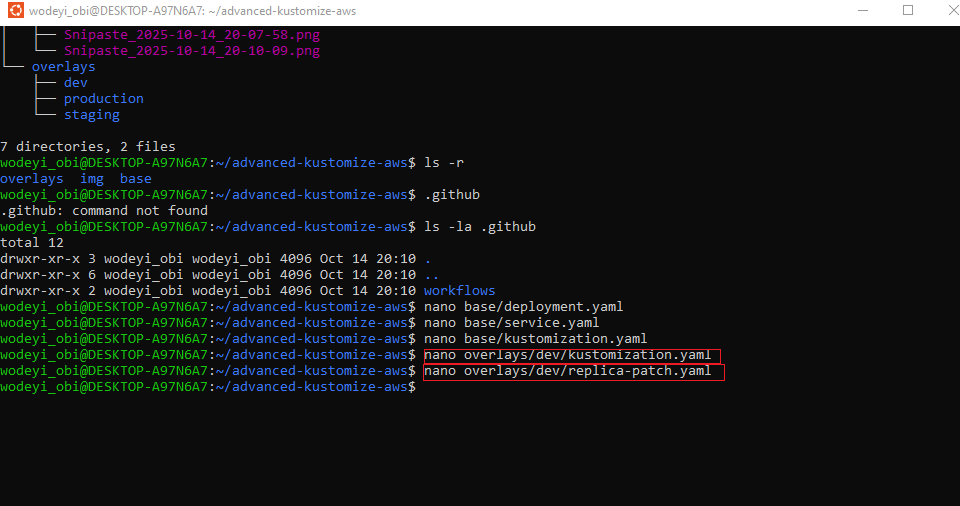 wodeyi_obi@DESKTOP-A97N6A7: ~/advanced-kustomize-aws
│   ├── Snipaste_2025-10-14_20-07-58.png
│   └── Snipaste_2025-10-14_20-10-09.png
└── overlays
    ├── dev
    ├── production
    └── staging
7 directories, 2 files
wodeyi_obi@DESKTOP-A97N6A7:~/advanced-kustomize-aws$ ls -r
overlays  img  base
wodeyi_obi@DESKTOP-A97N6A7:~/advanced-kustomize-aws$ .github
.github: command not found
wodeyi_obi@DESKTOP-A97N6A7:~/advanced-kustomize-aws$ ls -la .github
total 12
drwxr-xr-x 3 wodeyi_obi wodeyi_obi 4096 Oct 14 20:10 .
drwxr-xr-x 6 wodeyi_obi wodeyi_obi 4096 Oct 14 20:10 ..
drwxr-xr-x 2 wodeyi_obi wodeyi_obi 4096 Oct 14 20:10 workflows
wodeyi_obi@DESKTOP-A97N6A7:~/advanced-kustomize-aws$ nano base/deployment.yaml
wodeyi_obi@DESKTOP-A97N6A7:~/advanced-kustomize-aws$ nano base/service.yaml
wodeyi_obi@DESKTOP-A97N6A7:~/advanced-kustomize-aws$ nano base/kustomization.yaml
wodeyi_obi@DESKTOP-A97N6A7:~/advanced-kustomize-aws$ nano overlays/dev/kustomization.yaml
wodeyi_obi@DESKTOP-A97N6A7:~/advanced-kustomize-aws$ nano overlays/dev/replica-patch.yaml
wodeyi_obi@DESKTOP-A97N6A7:~/advanced-kustomize-aws$